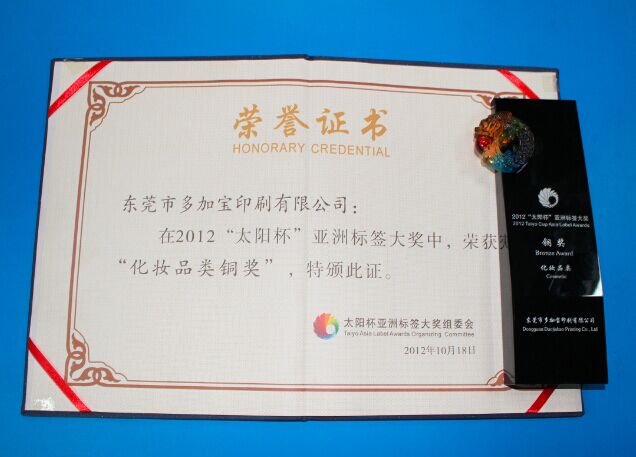 荣誉证书
HONORARY CREDENTIAL
东莞市多加宝印刷有限公司：
在2012“太阳杯”亚洲标签大奖中，荣获
“化妆品类铜奖”，特颁此证。
太阳杯亚洲标签大奖组委会
Taiyo Asia Label Awards Organizing Committee
2012年10月18日
2012“太阳杯”亚洲标签大奖
2012 Taiyo Cup Asia Label Awards
铜奖
Bronze Award
化妆品类
Cosmetic
东莞市多加宝印刷有限公司
Dongguan Duojiabao Printing Co., Ltd